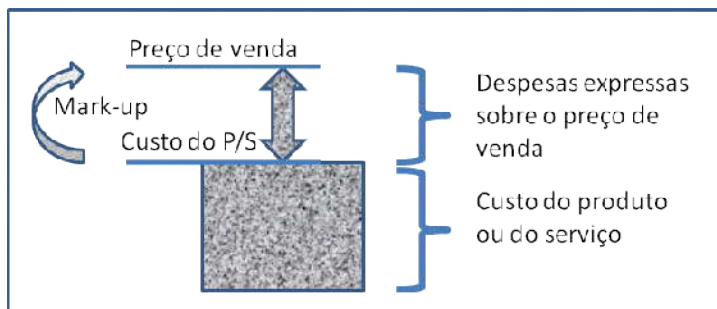 Preço de venda
Mark-up
Custo do P/S
Despesas expressas
sobre o preço de
venda
Custo do produto
ou do serviço